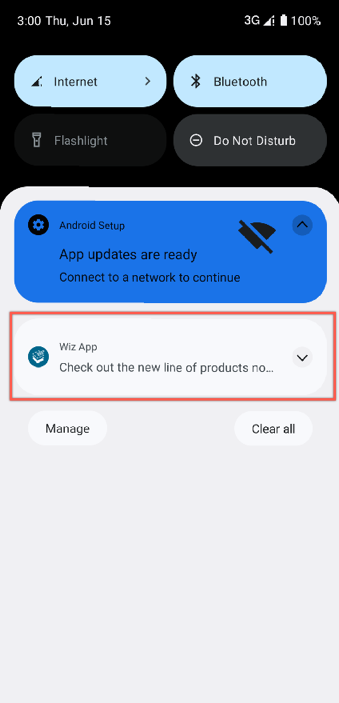 3:00 Thu, Jun 15 3G 100%
Internet Bluetooth
Flashlight Do Not Disturb
Android Setup
App updates are ready
Connect to a network to continue
Wiz App
Check out the new line of products no...
Manage Clear all